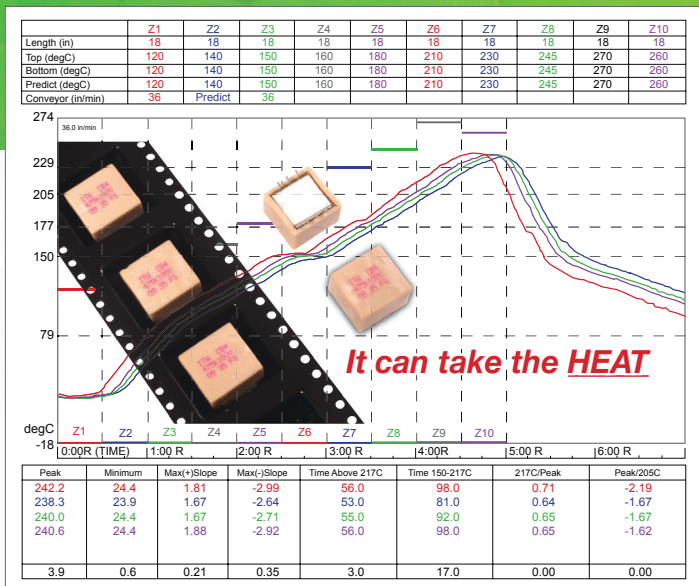 Z1 Z2 Z3 Z4 Z5 Z6 Z7 Z8 Z9 Z10
Length (in) 18 18 18 18 18 18 18 18 18 18
Top (degC) 120 140 150 160 180 210 230 245 270 260
Bottom (degC) 120 140 150 160 180 210 230 245 270 260
Predict (degC) 120 140 150 160 180 210 230 245 270 260
Conveyor (in/min) 36 Predict 36
274
36.0 in/min
229
205
177
150
79
It can take the HEAT
degC
Z1 Z2 Z3 Z4 Z5 Z6 Z7 Z8 Z9 Z10
-18
0:00R (TIME) 1:00 R 2:00 R 3:00 R 4:00R 5:00 R 6:00 R
Peak Minimum Max(+)Slope Max(-)Slope Time Above 217C Time 150-217C 217C/Peak Peak/205C
242.2 24.4 1.81 -2.99 56.0 98.0 0.71 -2.19
238.3 23.9 1.67 -2.64 53.0 81.0 0.64 -1.67
240.0 24.4 1.67 -2.71 55.0 92.0 0.65 -1.67
240.6 24.4 1.88 -2.92 56.0 98.0 0.65 -1.62
3.9 0.6 0.21 0.35 3.0 17.0 0.00 0.00